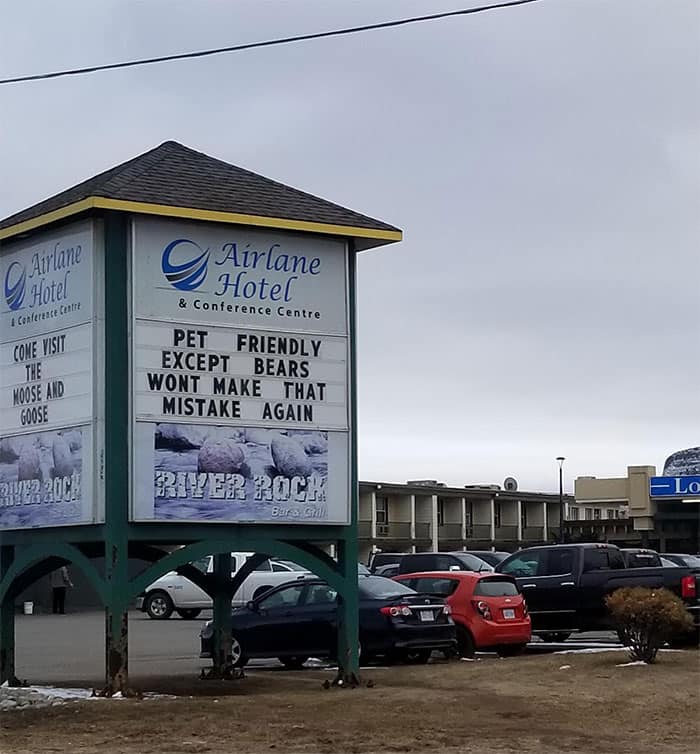 Airlane
Hotel
& Conference Centre
COME VISIT
THE
MOOSE AND
GOOSE
RIVER ROCK
Airlane
Hotel
& Conference Centre
PET FRIENDLY
EXCEPT BEARS
WONT MAKE THAT
MISTAKE AGAIN
RIVER ROCK
Bar & Grill
Lo